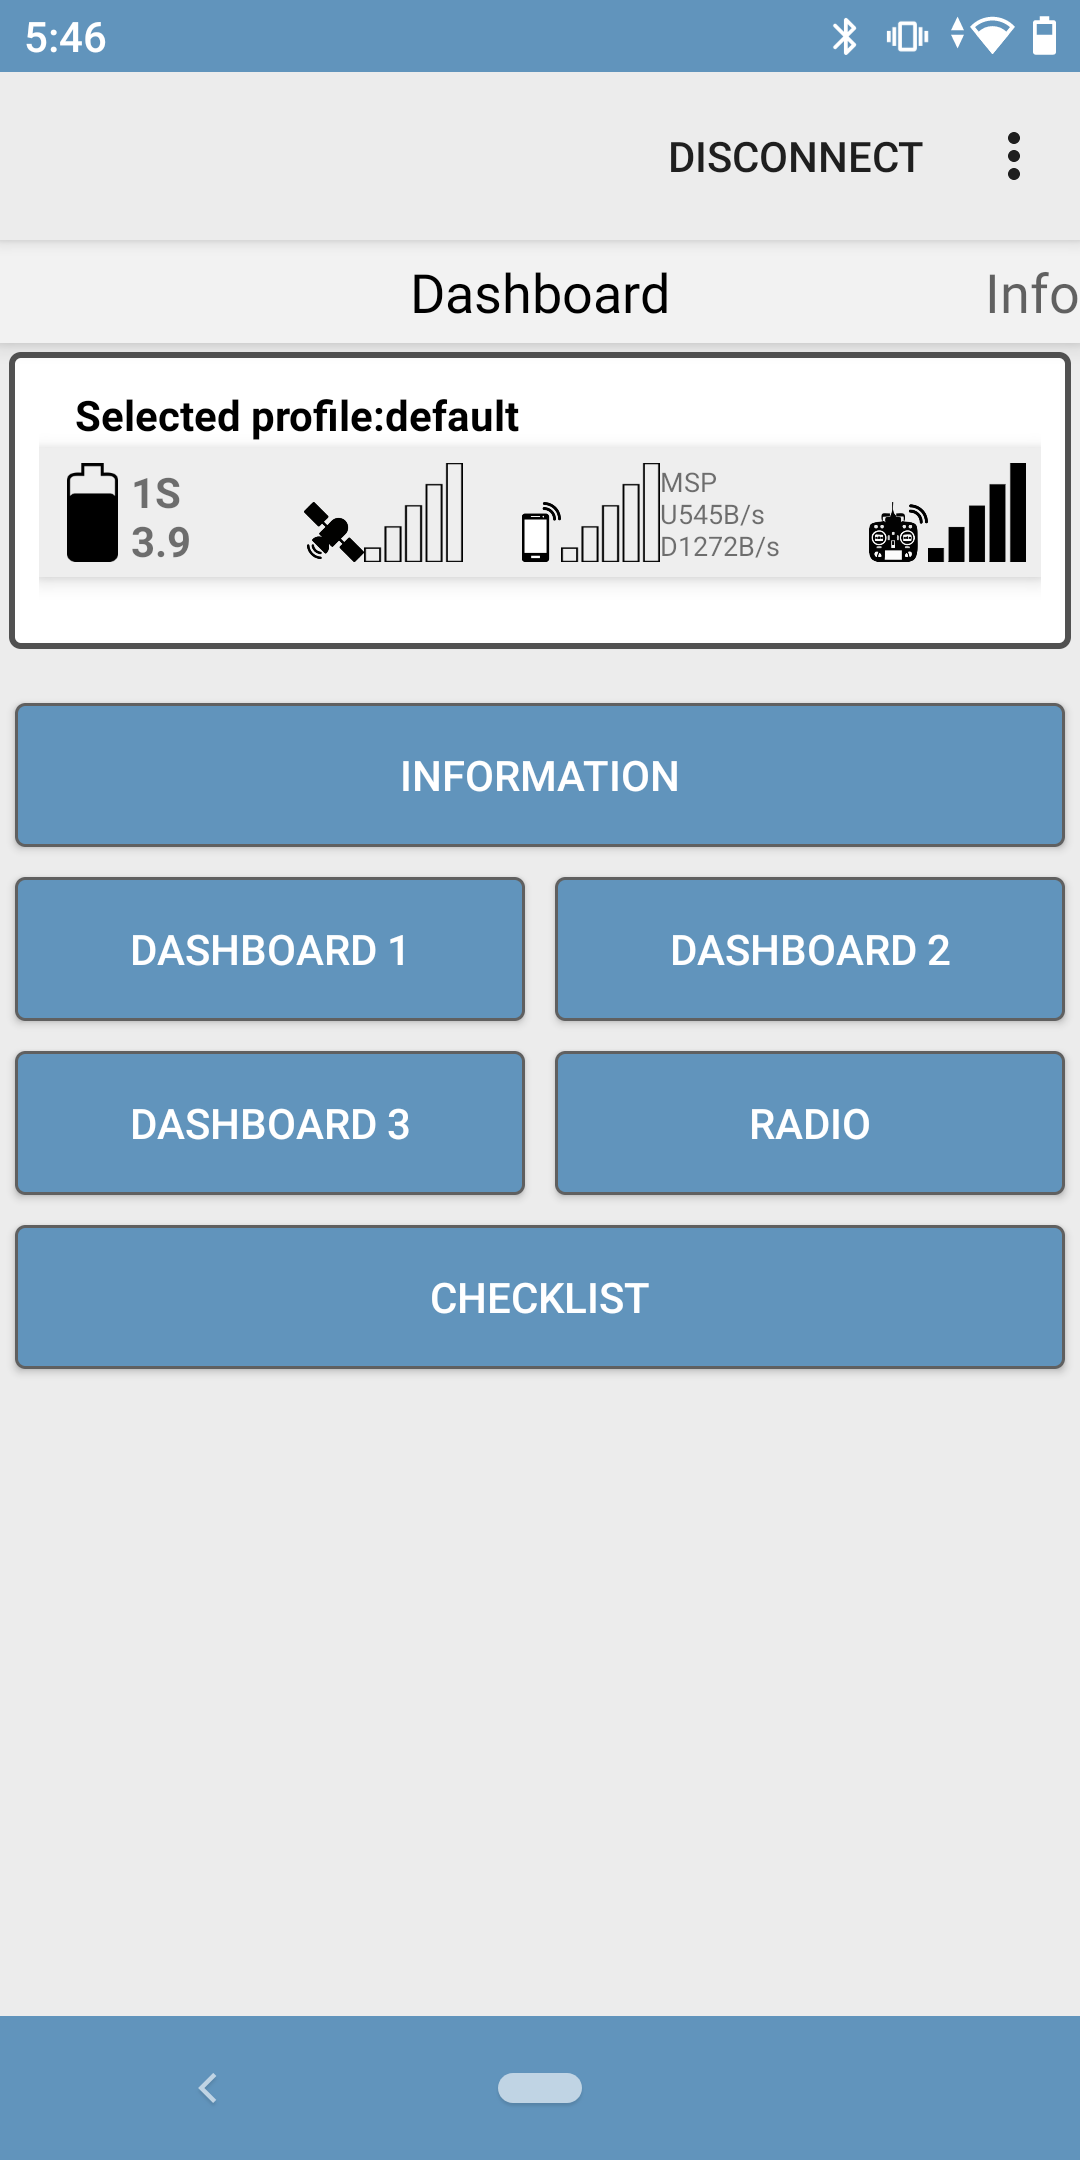 5:46
DISCONNECT
Dashboard
Info
Selected profile:default
1S
3.9
MSP
U545B/s
D1272B/s
INFORMATION
DASHBOARD 1
DASHBOARD 2
DASHBOARD 3
RADIO
CHECKLIST